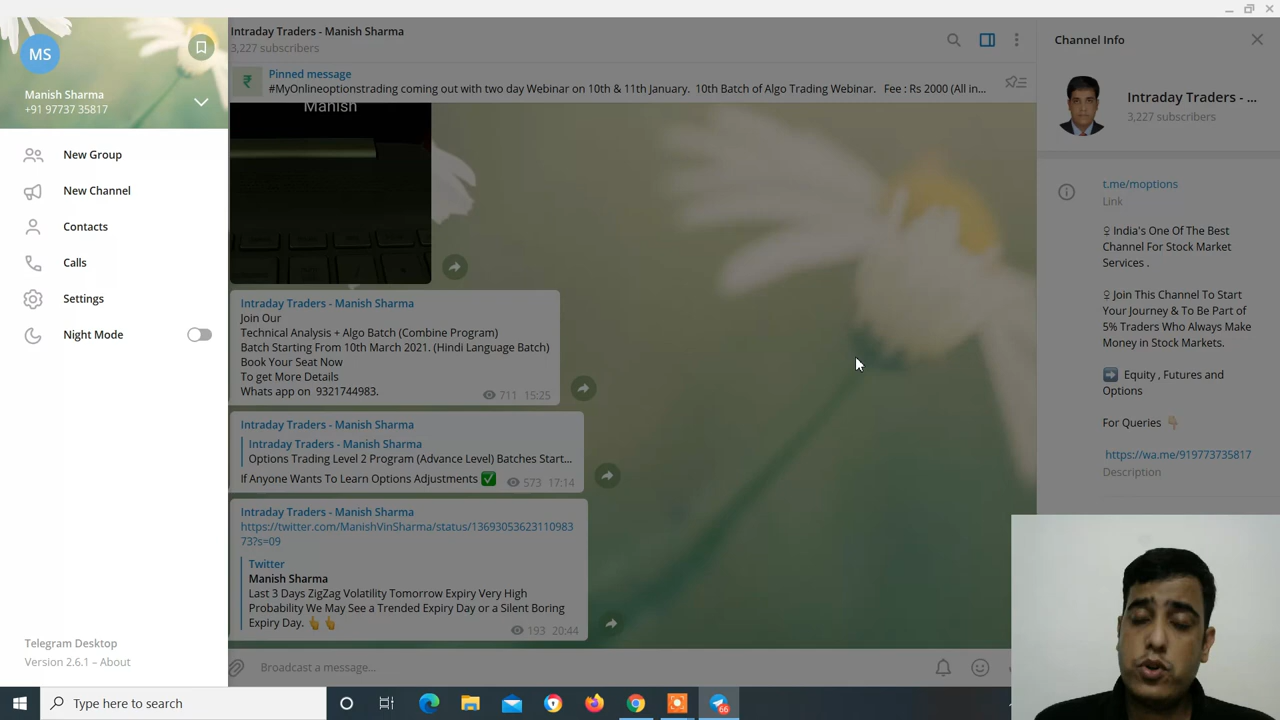 MS
Manish Sharma
+91 97737 35817
New Group
New Channel
Contacts
Calls
Settings
Night Mode
Telegram Desktop
Version 2.6.1 – About
Intraday Traders - Manish Sharma
3,227 subscribers
Pinned message
#MyOnlineoptionstrading coming out with two day Webinar on 10th & 11th January. 10th Batch of Algo Trading Webinar. Fee : Rs 2000 (All in...
Manish
Intraday Traders - Manish Sharma
Join Our
Technical Analysis + Algo Batch (Combine Program)
Batch Starting From 10th March 2021. (Hindi Language Batch)
Book Your Seat Now
To get More Details
Whats app on 9321744983.
711 15:25
Intraday Traders - Manish Sharma
Intraday Traders - Manish Sharma
Options Trading Level 2 Program (Advance Level) Batches Start...
If Anyone Wants To Learn Options Adjustments ✅
573 17:14
Intraday Traders - Manish Sharma
https://twitter.com/ManishVinSharma/status/13693053623110983
73?s=09
Twitter
Manish Sharma
Last 3 Days ZigZag Volatility Tomorrow Expiry Very High
Probability We May See a Trended Expiry Day or a Silent Boring
Expiry Day. 👆👆
193 20:44
Broadcast a message...
Channel Info
Intraday Traders - ...
3,227 subscribers
t.me/moptions
Link
India's One Of The Best
Channel For Stock Market
Services .
Join This Channel To Start
Your Journey & To Be Part of
5% Traders Who Always Make
Money in Stock Markets.
➡️ Equity , Futures and
Options
For Queries 👇🏻
https://wa.me/919773735817
Description
Type here to search
66